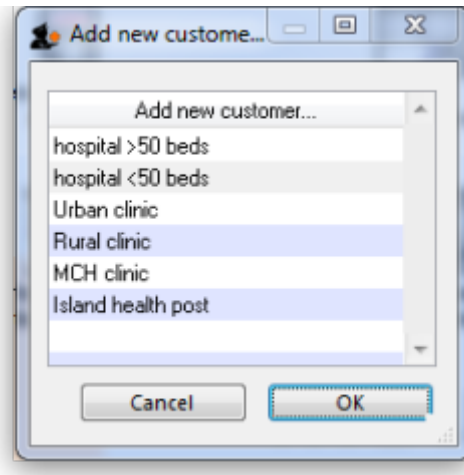 Add new custome...
Add new customer...
hospital >50 beds
hospital <50 beds
Urban clinic
Rural clinic
MCH clinic
Island health post
Cancel
OK